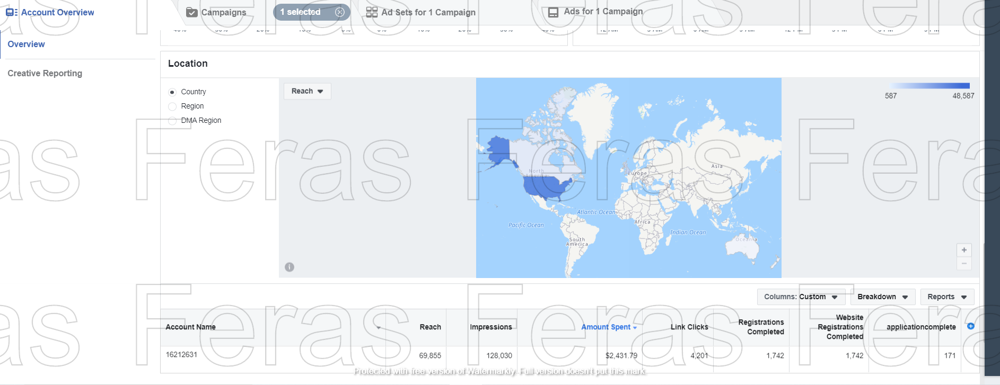 Account Overview
Campaigns
1 selected
Ad Sets for 1 Campaign
Ads for 1 Campaign
Overview
Creative Reporting
Location
Country
Region
DMA Region
Reach
587
48,587
North America
Europe
Asia
Atlantic Ocean
Africa
Pacific Ocean
Indian Ocean
South America
Oceania
Columns: Custom
Breakdown
Reports
Account Name
Reach
Impressions
Amount Spent
Link Clicks
Registrations Completed
Website Registrations Completed
applicationcomplete
16212631
69,855
128,030
$2,431.79
4,201
1,742
1,742
171
Feras
Feras
Feras
Feras
Protected with free version of Watermarkly. Full version doesn't put this mark.